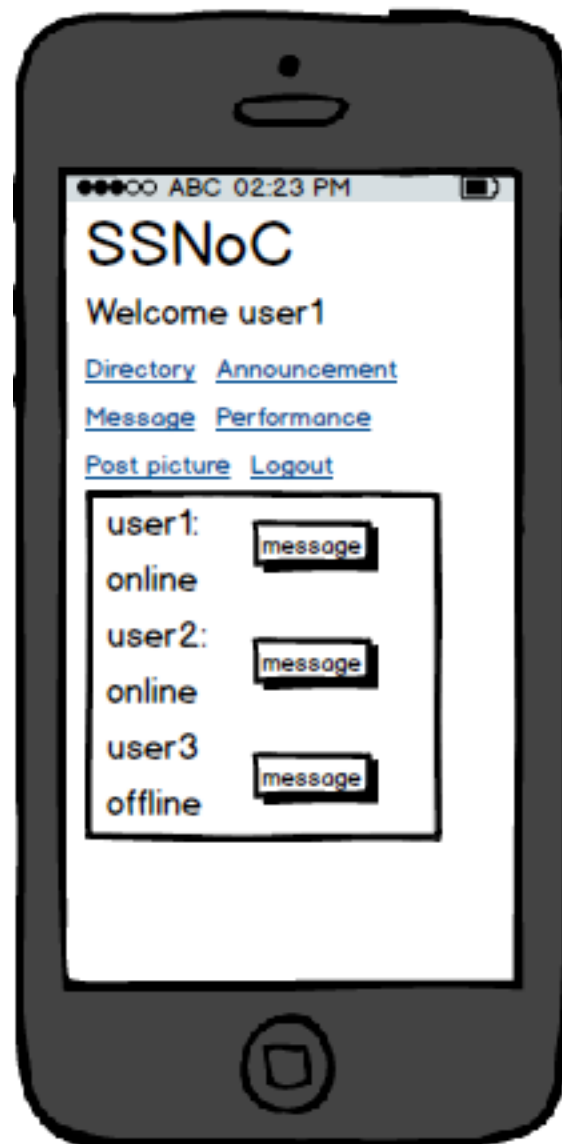 ABC 02:23 PM
SSNoC
Welcome user1
Directory Announcement
Message Performance
Post picture Logout
user1:
message
online
user2:
message
online
user3
message
offline